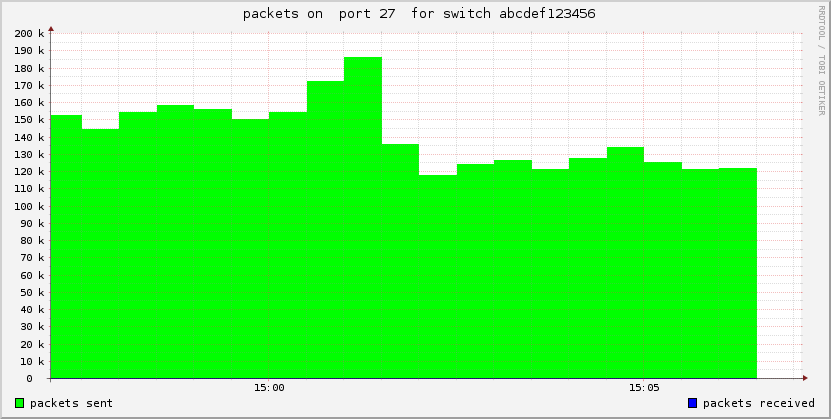 packets on  port 27  for switch abcdef123456
RRDTOOL / TOBI OETIKER
200 k
190 k
180 k
170 k
160 k
150 k
140 k
130 k
120 k
110 k
100 k
90 k
80 k
70 k
60 k
50 k
40 k
30 k
20 k
10 k
0
15:00 15:05
packets sent packets received